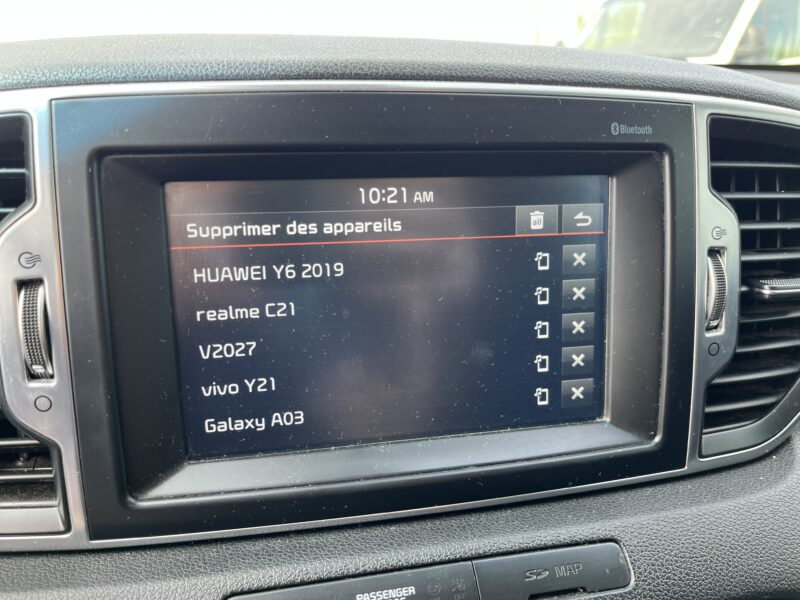 Bluetooth
10:21 AM
Supprimer des appareils
all
HUAWEI Y6 2019
realme C21
V2027
vivo Y21
Galaxy A03
PASSENGER
SD MAP